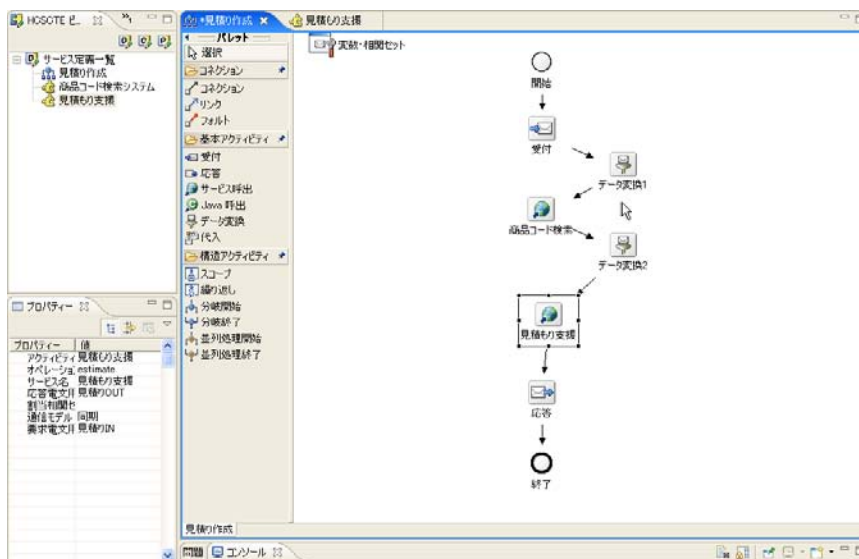 HCSCTE ビ...
サービス定義一覧
見積り作成
商品コード検索システム
見積もり支援
プロパティー
プロパティー 値
アクティビティ 見積もり支援
オペレーショ estimate
サービス名 見積もり支援
応答電文用 見積りOUT
割当相関セ
通信モデル 同期
要求電文用 見積りIN
*見積り作成
見積もり支援
パレット
選択
コネクション
コネクション
リンク
フォルト
基本アクティビティ
受付
応答
サービス呼出
Java 呼出
データ変換
代入
構造アクティビティ
スコープ
繰り返し
分岐開始
分岐終了
並列処理開始
並列処理終了
変数・相関セット
開始
受付
データ変換1
商品コード検索
データ変換2
見積もり支援
応答
終了
見積り作成
問題
コンソール